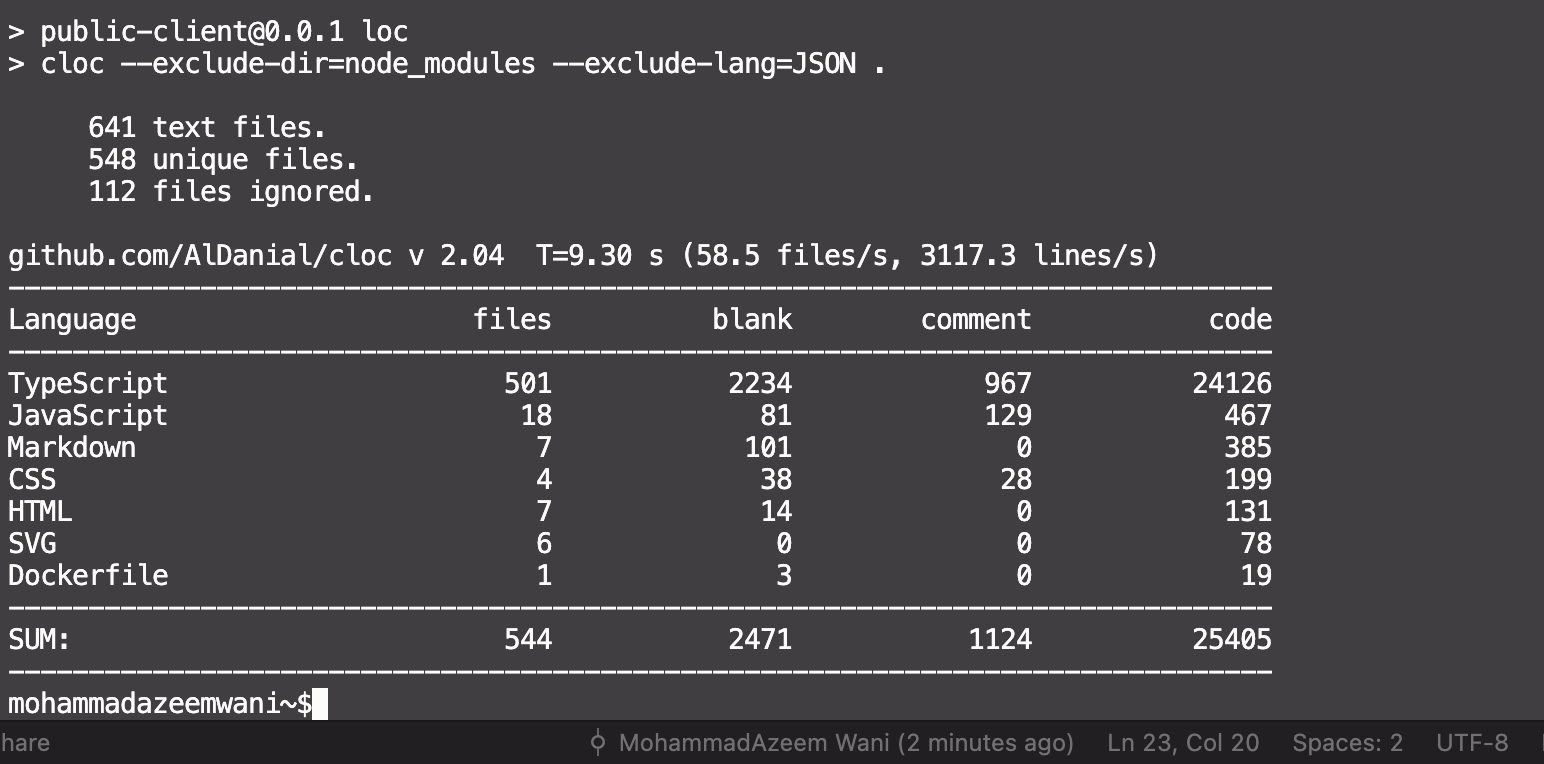 > public-client@0.0.1 loc
> cloc --exclude-dir=node_modules --exclude-lang=JSON .
641 text files.
548 unique files.
112 files ignored.
github.com/AlDanial/cloc v 2.04  T=9.30 s (58.5 files/s, 3117.3 lines/s)
-------------------------------------------------------------------------------
Language                     files          blank        comment           code
-------------------------------------------------------------------------------
TypeScript                     501           2234            967          24126
JavaScript                      18             81            129            467
Markdown                         7            101              0            385
CSS                              4             38             28            199
HTML                             7             14              0            131
SVG                              6              0              0             78
Dockerfile                       1              3              0             19
-------------------------------------------------------------------------------
SUM:                           544           2471           1124          25405
-------------------------------------------------------------------------------
mohammadazeemwani~$
hare MohammadAzeem Wani (2 minutes ago) Ln 23, Col 20 Spaces: 2 UTF-8